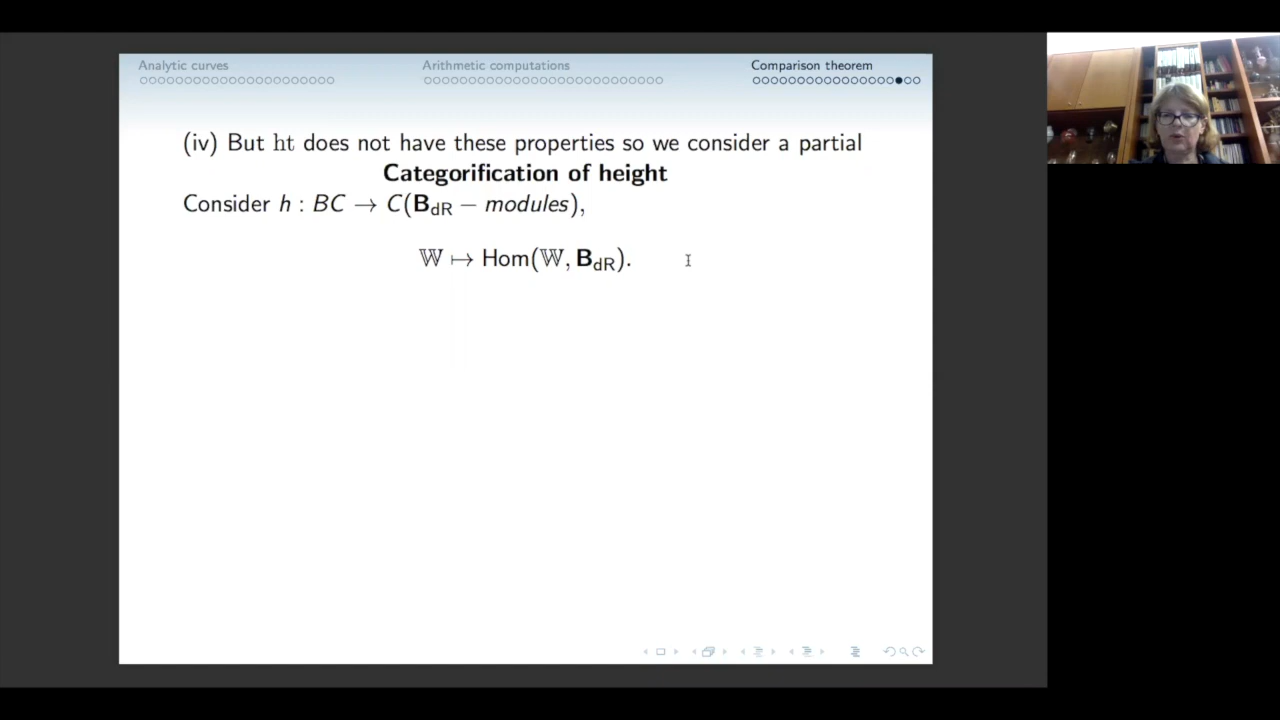 Analytic curves
Arithmetic computations
Comparison theorem
(iv) But ht does not have these properties so we consider a partial
Categorification of height
Consider h : BC → C(B_dR − modules),
𝕎 ↦ Hom(𝕎, B_dR).